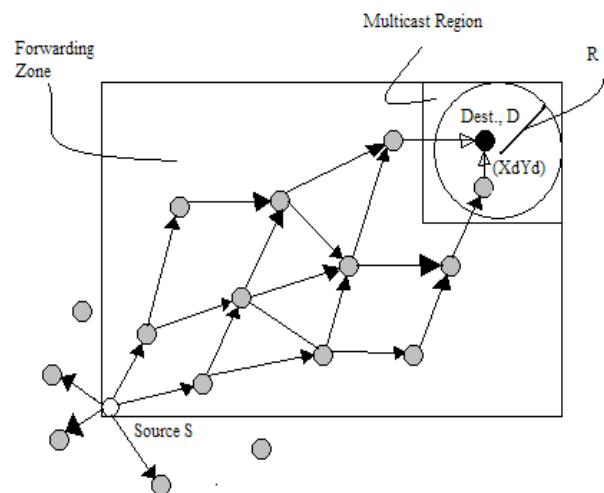 Multicast Region
Forwarding
Zone
R
Dest., D
(XdYd)
Source S